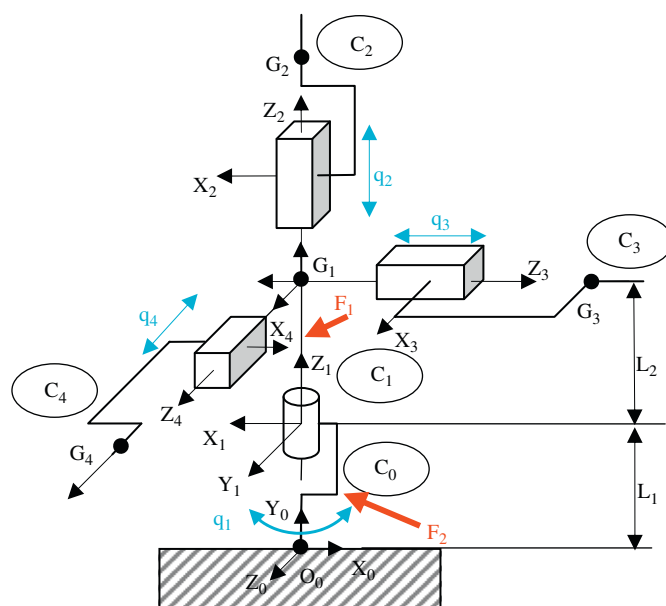 C₂
G₂
Z₂
X₂
q₂
q₃
C₃
G₁
Z₃
F₁
q₄
X₄
X₃
G₃
Z₁
C₁
L₂
C₄
Z₄
X₁
G₄
Y₁
C₀
L₁
Y₀
q₁
F₂
Z₀
O₀
X₀